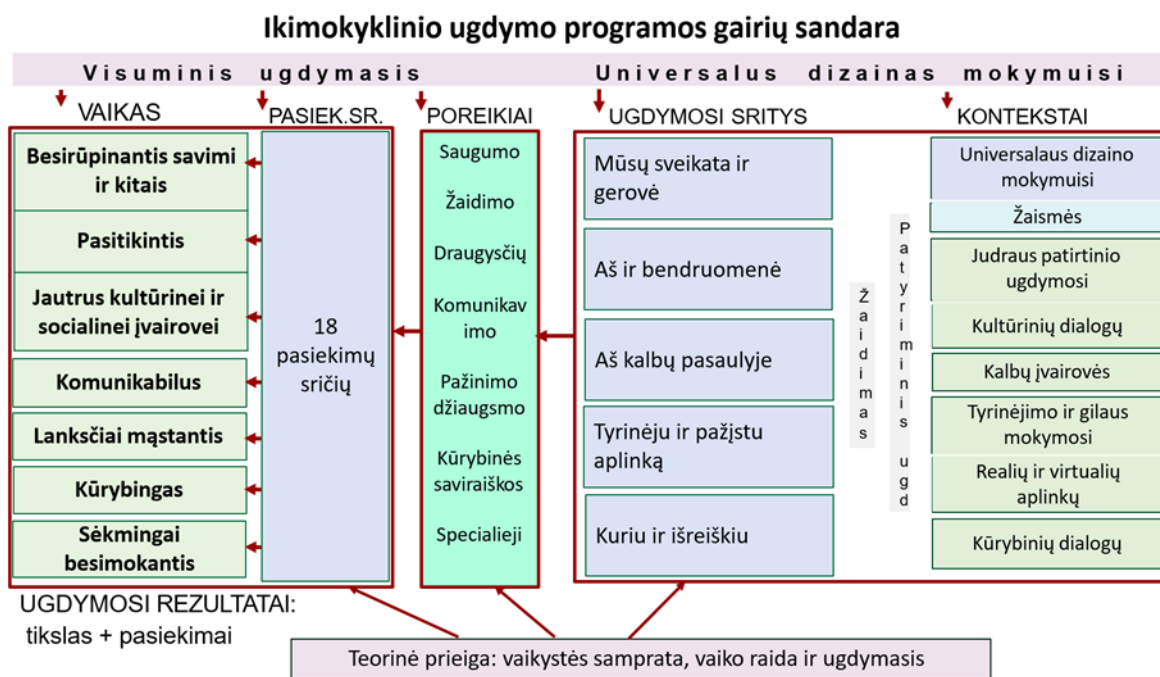 Ikimokyklinio ugdymo programos gairių sandara
Visuminis ugdymasis Universalus dizainas mokymuisi
VAIKAS
PASIEK.SR.
POREIKIAI
UGDYMOSI SRITYS
KONTEKSTAI
Besirūpinantis savimi
ir kitais
Pasitikintis
Jautrus kultūrinei ir
socialinei įvairovei
Komunikabilus
Lanksčiai mąstantis
Kūrybingas
Sėkmingai
besimokantis
18
pasiekimų
sričių
Saugumo
Žaidimo
Draugysčių
Komunikav
imo
Pažinimo
džiaugsmo
Kūrybinės
saviraiškos
Specialieji
Mūsų sveikata ir
gerovė
Aš ir bendruomenė
Aš kalbų pasaulyje
Tyrinėju ir pažįstu
aplinką
Kuriu ir išreiškiu
Žaidimas
Patyriminis ugd
Universalaus dizaino
mokymuisi
Žaismės
Judraus patirtinio
ugdymosi
Kultūrinių dialogų
Kalbų įvairovės
Tyrinėjimo ir gilaus
mokymosi
Realių ir virtualių
aplinkų
Kūrybinių dialogų
UGDYMOSI REZULTATAI:
tikslas + pasiekimai
Teorinė prieiga: vaikystės samprata, vaiko raida ir ugdymasis